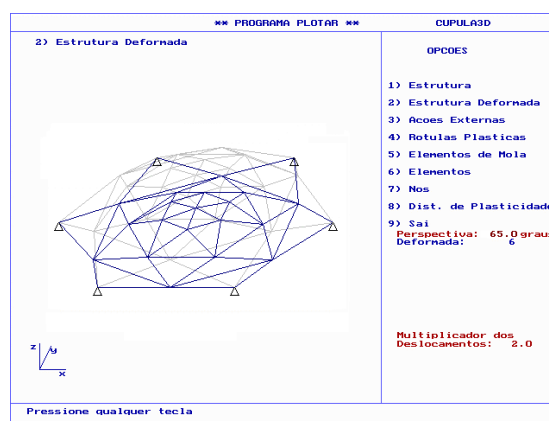 ** PROGRAMA PLOTAR ** CUPULA3D
2) Estrutura Deformada
OPCOES
1) Estrutura
2) Estrutura Deformada
3) Acoes Externas
4) Rotulas Plasticas
5) Elementos de Mola
6) Elementos
7) Nos
8) Dist. de Plasticidade
9) Sai
Perspectiva: 65.0 graus
Deformada: 6
Multiplicador dos
Deslocamentos: 2.0
z
y
x
Pressione qualquer tecla